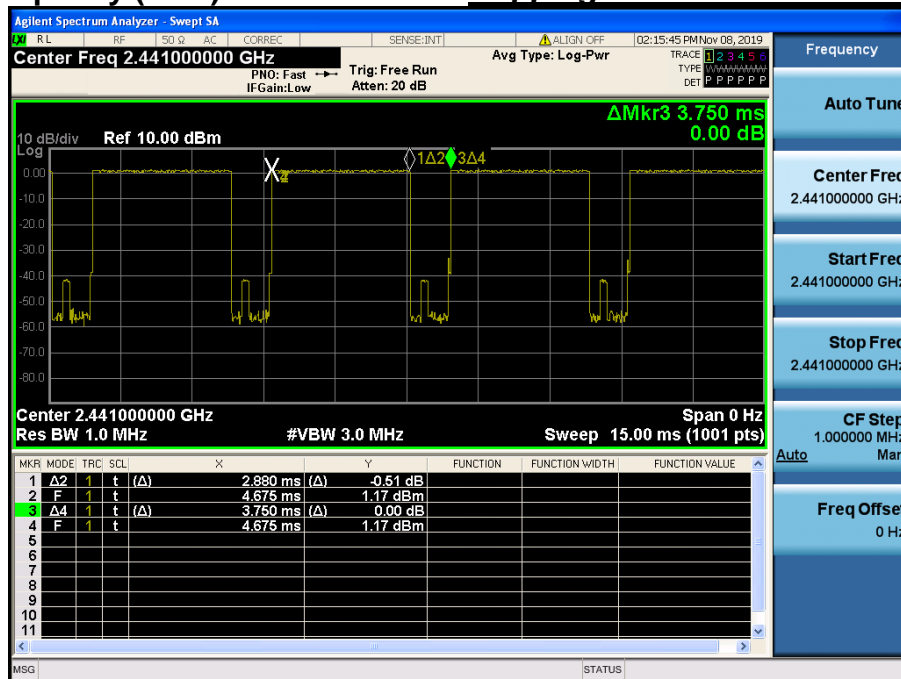 Agilent Spectrum Analyzer - Swept SA
LXI RL RF 50 Ω AC CORREC SENSE:INT ALIGN OFF 02:15:45 PM Nov 08, 2019
Center Freq 2.441000000 GHz
PNO: Fast
IFGain:Low
Trig: Free Run
Atten: 20 dB
Avg Type: Log-Pwr
TRACE 1 2 3 4 5 6
TYPE
DET P P P P P P
ΔMkr3 3.750 ms
0.00 dB
10 dB/div Ref 10.00 dBm
Log
1Δ2 3Δ4
0.00
-10.0
-20.0
-30.0
-40.0
-50.0
-60.0
-70.0
-80.0
Center 2.441000000 GHz Span 0 Hz
Res BW 1.0 MHz #VBW 3.0 MHz Sweep 15.00 ms (1001 pts)
MKR MODE TRC SCL X Y FUNCTION FUNCTION WIDTH FUNCTION VALUE
1 Δ2 1 t (Δ) 2.880 ms (Δ) -0.51 dB
2 F 1 t 4.675 ms 1.17 dBm
3 Δ4 1 t (Δ) 3.750 ms (Δ) 0.00 dB
4 F 1 t 4.675 ms 1.17 dBm
5
6
7
8
9
10
11
MSG STATUS
Frequency
Auto Tune
Center Freq
2.441000000 GHz
Start Freq
2.441000000 GHz
Stop Freq
2.441000000 GHz
CF Step
1.000000 MHz
Auto Man
Freq Offset
0 Hz